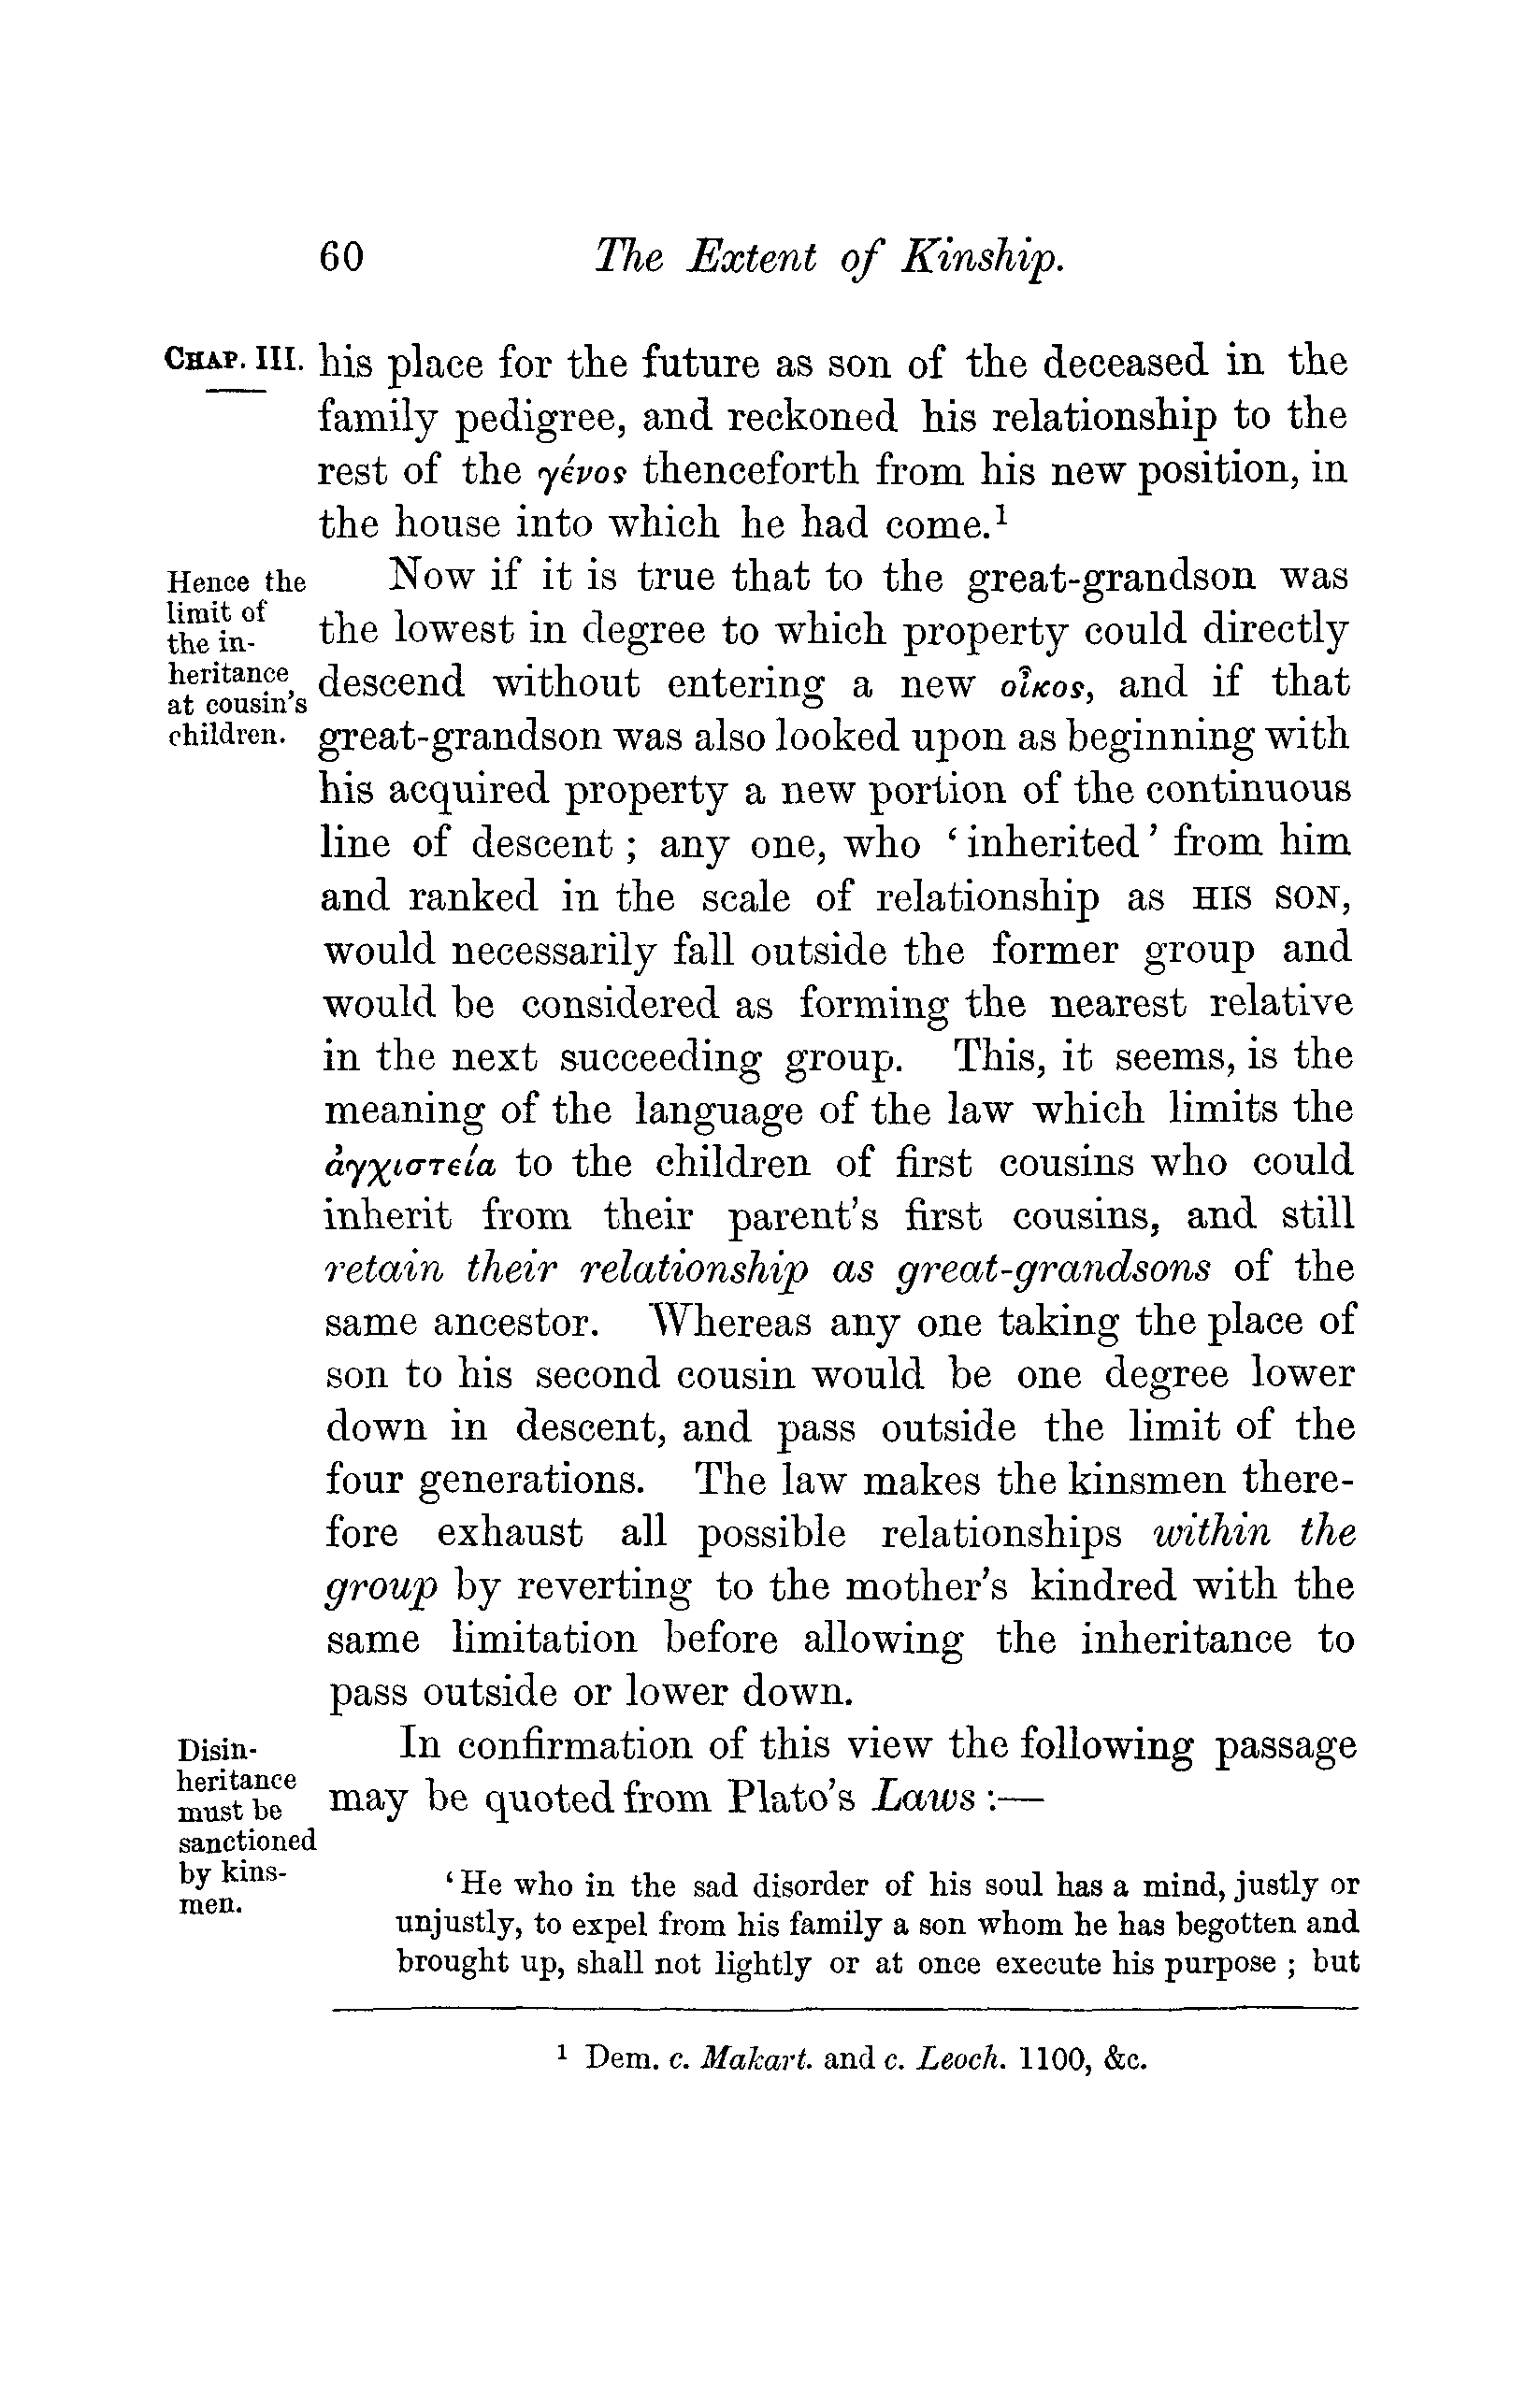 60 The Extent of Kinship.
CHAP. III.
his place for the future as son of the deceased in the
family pedigree, and reckoned his relationship to the
rest of the γένος thenceforth from his new position, in
the house into which he had come.¹
Hence the
limit of
the in-
heritance
at cousin's
children.
Now if it is true that to the great-grandson was
the lowest in degree to which property could directly
descend without entering a new οἶκος, and if that
great-grandson was also looked upon as beginning with
his acquired property a new portion of the continuous
line of descent ; any one, who ‘ inherited ’ from him
and ranked in the scale of relationship as HIS SON,
would necessarily fall outside the former group and
would be considered as forming the nearest relative
in the next succeeding group. This, it seems, is the
meaning of the language of the law which limits the
ἀγχιστεία to the children of first cousins who could
inherit from their parent's first cousins, and still
retain their relationship as great-grandsons of the
same ancestor. Whereas any one taking the place of
son to his second cousin would be one degree lower
down in descent, and pass outside the limit of the
four generations. The law makes the kinsmen there-
fore exhaust all possible relationships within the
group by reverting to the mother's kindred with the
same limitation before allowing the inheritance to
pass outside or lower down.
Disin-
heritance
must be
sanctioned
by kins-
men.
In confirmation of this view the following passage
may be quoted from Plato's Laws :—
‘ He who in the sad disorder of his soul has a mind, justly or
unjustly, to expel from his family a son whom he has begotten and
brought up, shall not lightly or at once execute his purpose ; but
¹ Dem. c. Makart. and c. Leoch. 1100, &c.